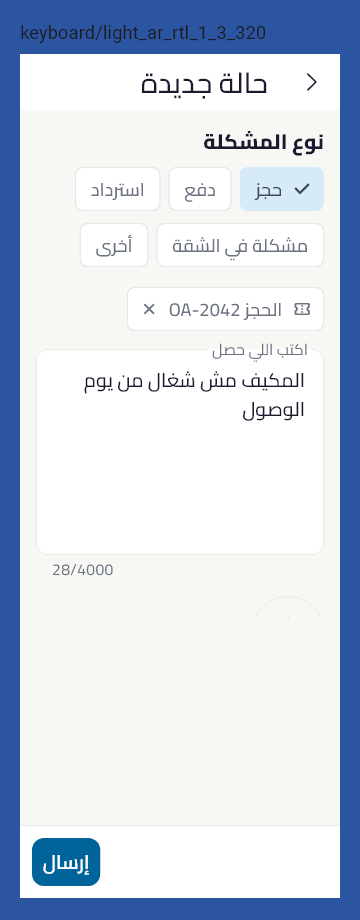 keyboard/light_ar_rtl_1_3_320
حالة جديدة
نوع المشكلة
حجز
دفع
استرداد
مشكلة في الشقة
أخرى
الحجز OA-2042
اكتب اللي حصل
المكيف مش شغال من يوم
الوصول
28/4000
إرسال